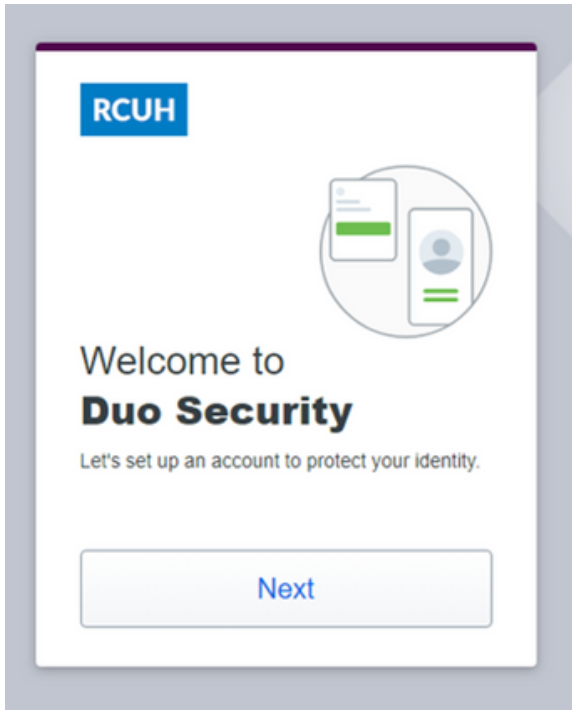 RCUH
Welcome to
Duo Security
Let's set up an account to protect your identity.
Next